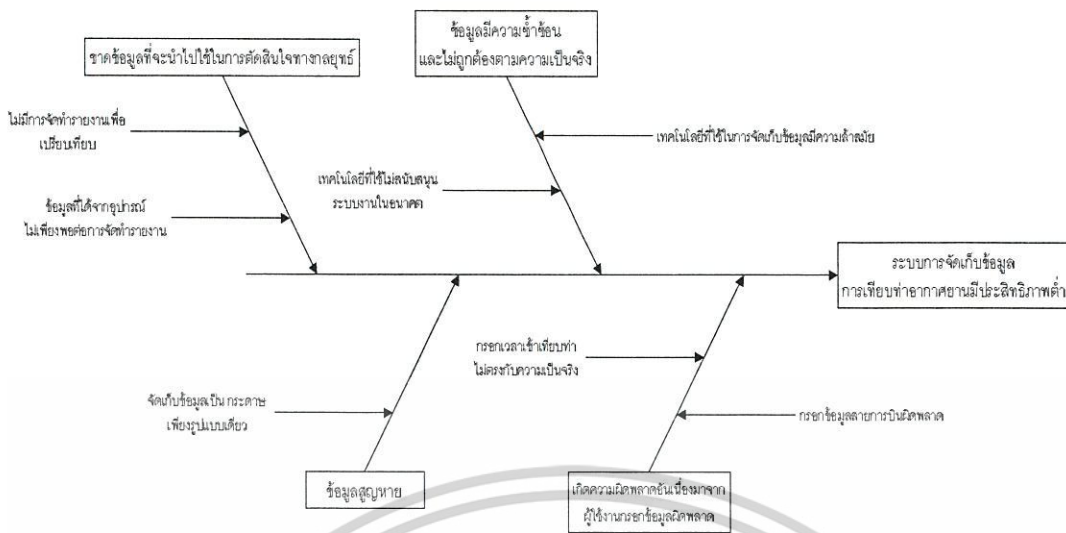 ขาดข้อมูลที่จะนำไปใช้ในการตัดสินใจทางกลยุทธ์
ข้อมูลมีความซ้ำซ้อน
และไม่ถูกต้องตามความเป็นจริง
ไม่มีการจัดทำรายงานเพื่อ
เปรียบเทียบ
เทคโนโลยีที่ใช้ในการจัดเก็บข้อมูลมีความล้าสมัย
เทคโนโลยีที่ใช้ไม่สนับสนุน
ระบบงานในอนาคต
ข้อมูลที่ได้จากอุปกรณ์
ไม่เพียงพอต่อการจัดทำรายงาน
ระบบการจัดเก็บข้อมูล
การเทียบท่าอากาศยานมีประสิทธิภาพต่ำ
กรอกเวลาเข้าเทียบท่า
ไม่ตรงกับความเป็นจริง
จัดเก็บข้อมูลเป็น กระดาษ
เพียงรูปแบบเดียว
กรอกข้อมูลสายการบินผิดพลาด
ข้อมูลสูญหาย
เกิดความผิดพลาดอันเนื่องมาจาก
ผู้ใช้งานกรอกข้อมูลผิดพลาด